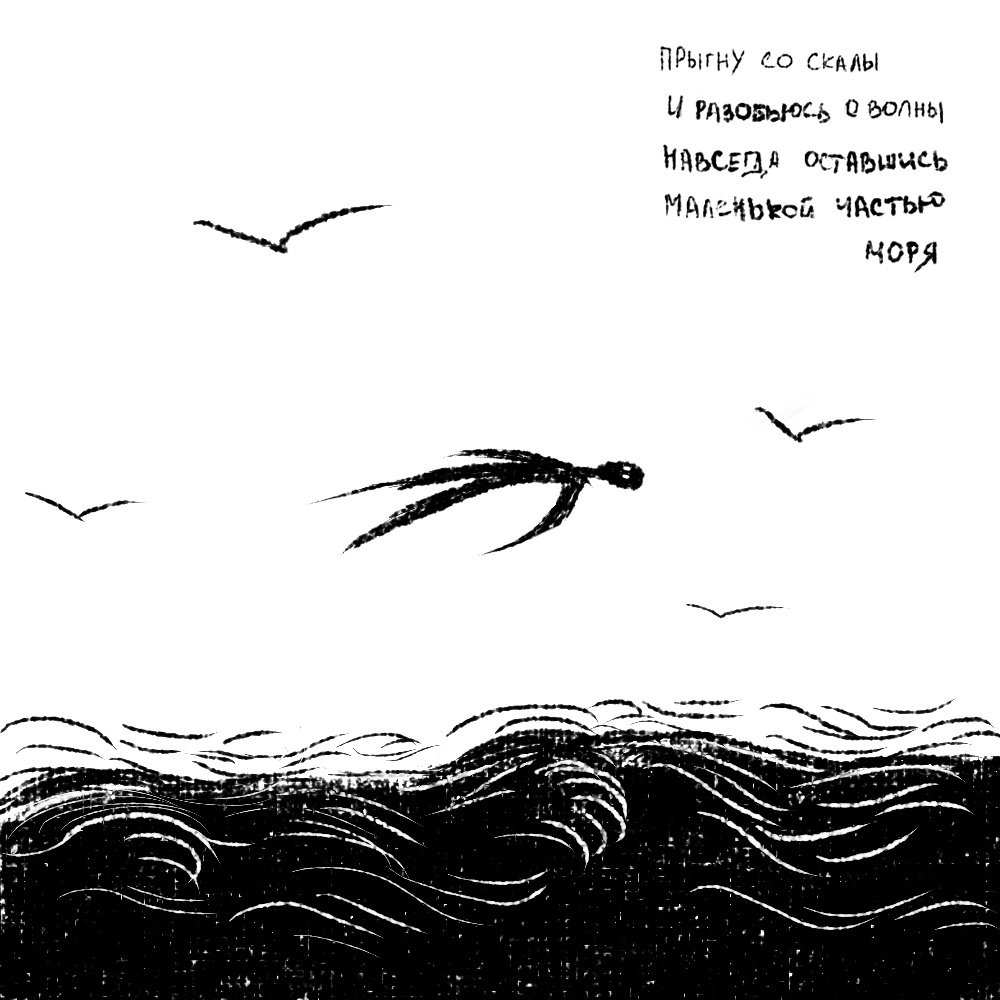 ПРЫГНУ СО СКАЛЫ
И РАЗОБЬЮСЬ О ВОЛНЫ
НАВСЕГДА ОСТАВШИСЬ
МАЛЕНЬКОЙ ЧАСТЬЮ
МОРЯ